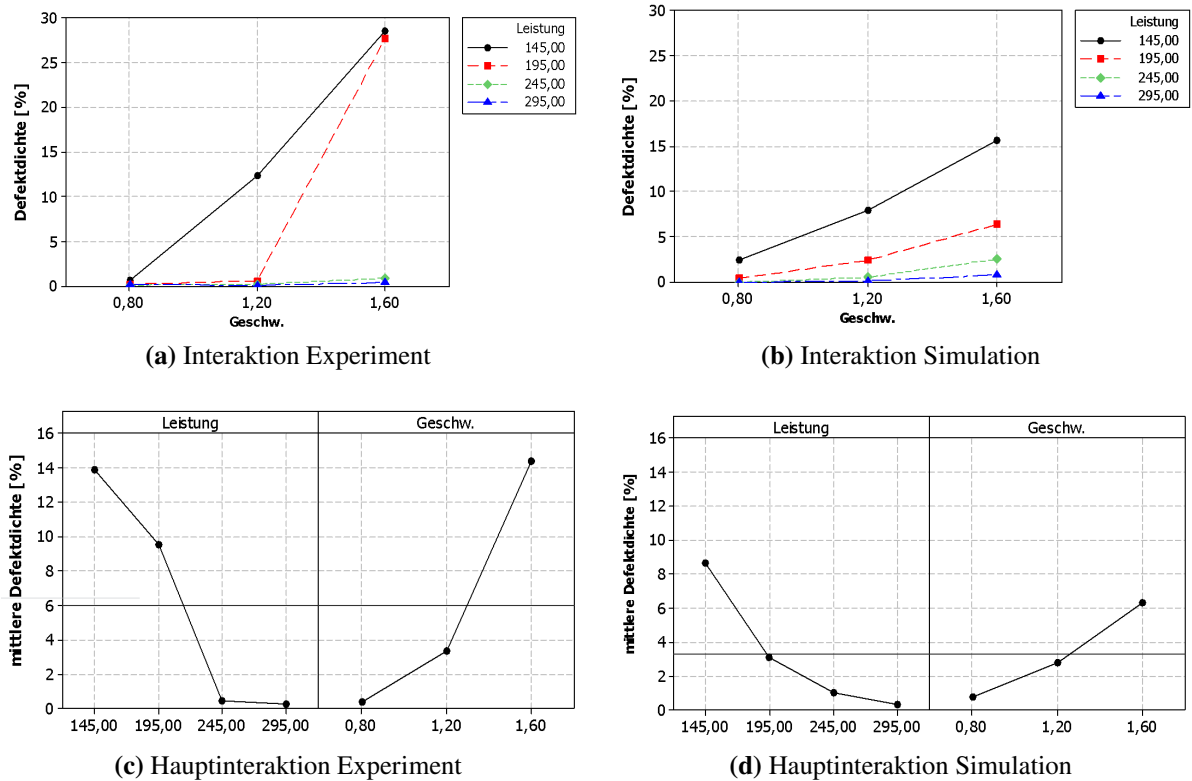 30
25
20
15
10
5
0
Defektdichte [%]
0,80 1,20 1,60
Geschw.
Leistung
145,00
195,00
245,00
295,00
(a) Interaktion Experiment
30
25
20
15
10
5
0
Defektdichte [%]
0,80 1,20 1,60
Geschw.
Leistung
145,00
195,00
245,00
295,00
(b) Interaktion Simulation
Leistung Geschw.
16
14
12
10
8
6
4
2
0
mittlere Defektdichte [%]
145,00 195,00 245,00 295,00 0,80 1,20 1,60
(c) Hauptinteraktion Experiment
Leistung Geschw.
16
14
12
10
8
6
4
2
0
mittlere Defektdichte [%]
145,00 195,00 245,00 295,00 0,80 1,20 1,60
(d) Hauptinteraktion Simulation